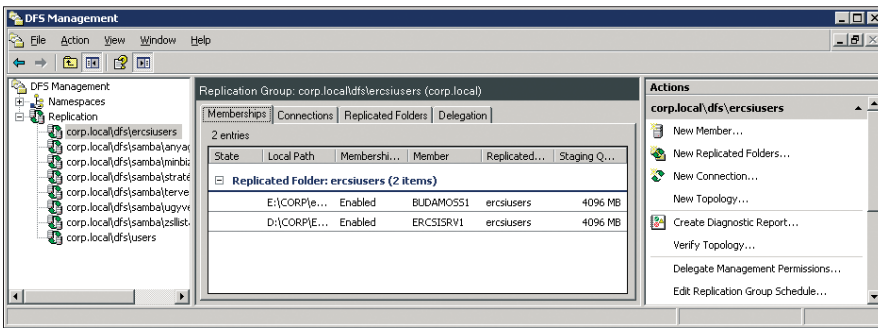 DFS Management
File Action View Window Help
DFS Management
Namespaces
Replication
corp.local\dfs\ercsiusers
corp.local\dfs\samba\anyag
corp.local\dfs\samba\minbiz
corp.local\dfs\samba\straté
corp.local\dfs\samba\terve
corp.local\dfs\samba\ugyve
corp.local\dfs\samba\zsllist
corp.local\dfs\users
Replication Group: corp.local\dfs\ercsiusers (corp.local)
Memberships Connections Replicated Folders Delegation
2 entries
State Local Path Membershi... Member Replicated... Staging Q...
Replicated Folder: ercsiusers (2 items)
E:\CORP\e... Enabled BUDAMOSS1 ercsiusers 4096 MB
D:\CORP\E... Enabled ERCSISRV1 ercsiusers 4096 MB
Actions
corp.local\dfs\ercsiusers
New Member...
New Replicated Folders...
New Connection...
New Topology...
Create Diagnostic Report...
Verify Topology...
Delegate Management Permissions...
Edit Replication Group Schedule...